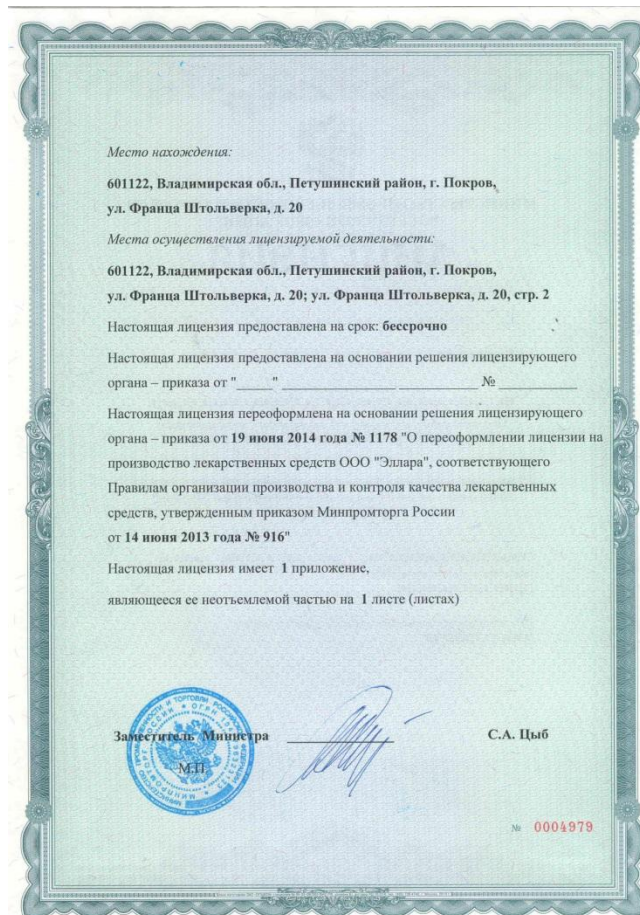 Место нахождения:
601122, Владимирская обл., Петушинский район, г. Покров,
ул. Франца Штольверка, д. 20
Места осуществления лицензируемой деятельности:
601122, Владимирская обл., Петушинский район, г. Покров,
ул. Франца Штольверка, д. 20; ул. Франца Штольверка, д. 20, стр. 2
Настоящая лицензия предоставлена на срок: бессрочно
Настоящая лицензия предоставлена на основании решения лицензирующего
органа – приказа от "_____" _________________ ____________ № ____________
Настоящая лицензия переоформлена на основании решения лицензирующего
органа – приказа от 19 июня 2014 года № 1178 "О переоформлении лицензии на
производство лекарственных средств ООО "Эллара", соответствующего
Правилам организации производства и контроля качества лекарственных
средств, утвержденным приказом Минпромторга России
от 14 июня 2013 года № 916"
Настоящая лицензия имеет 1 приложение,
являющееся ее неотъемлемой частью на 1 листе (листах)
Заместитель Министра С.А. Цыб
М.П.
№ 0004979